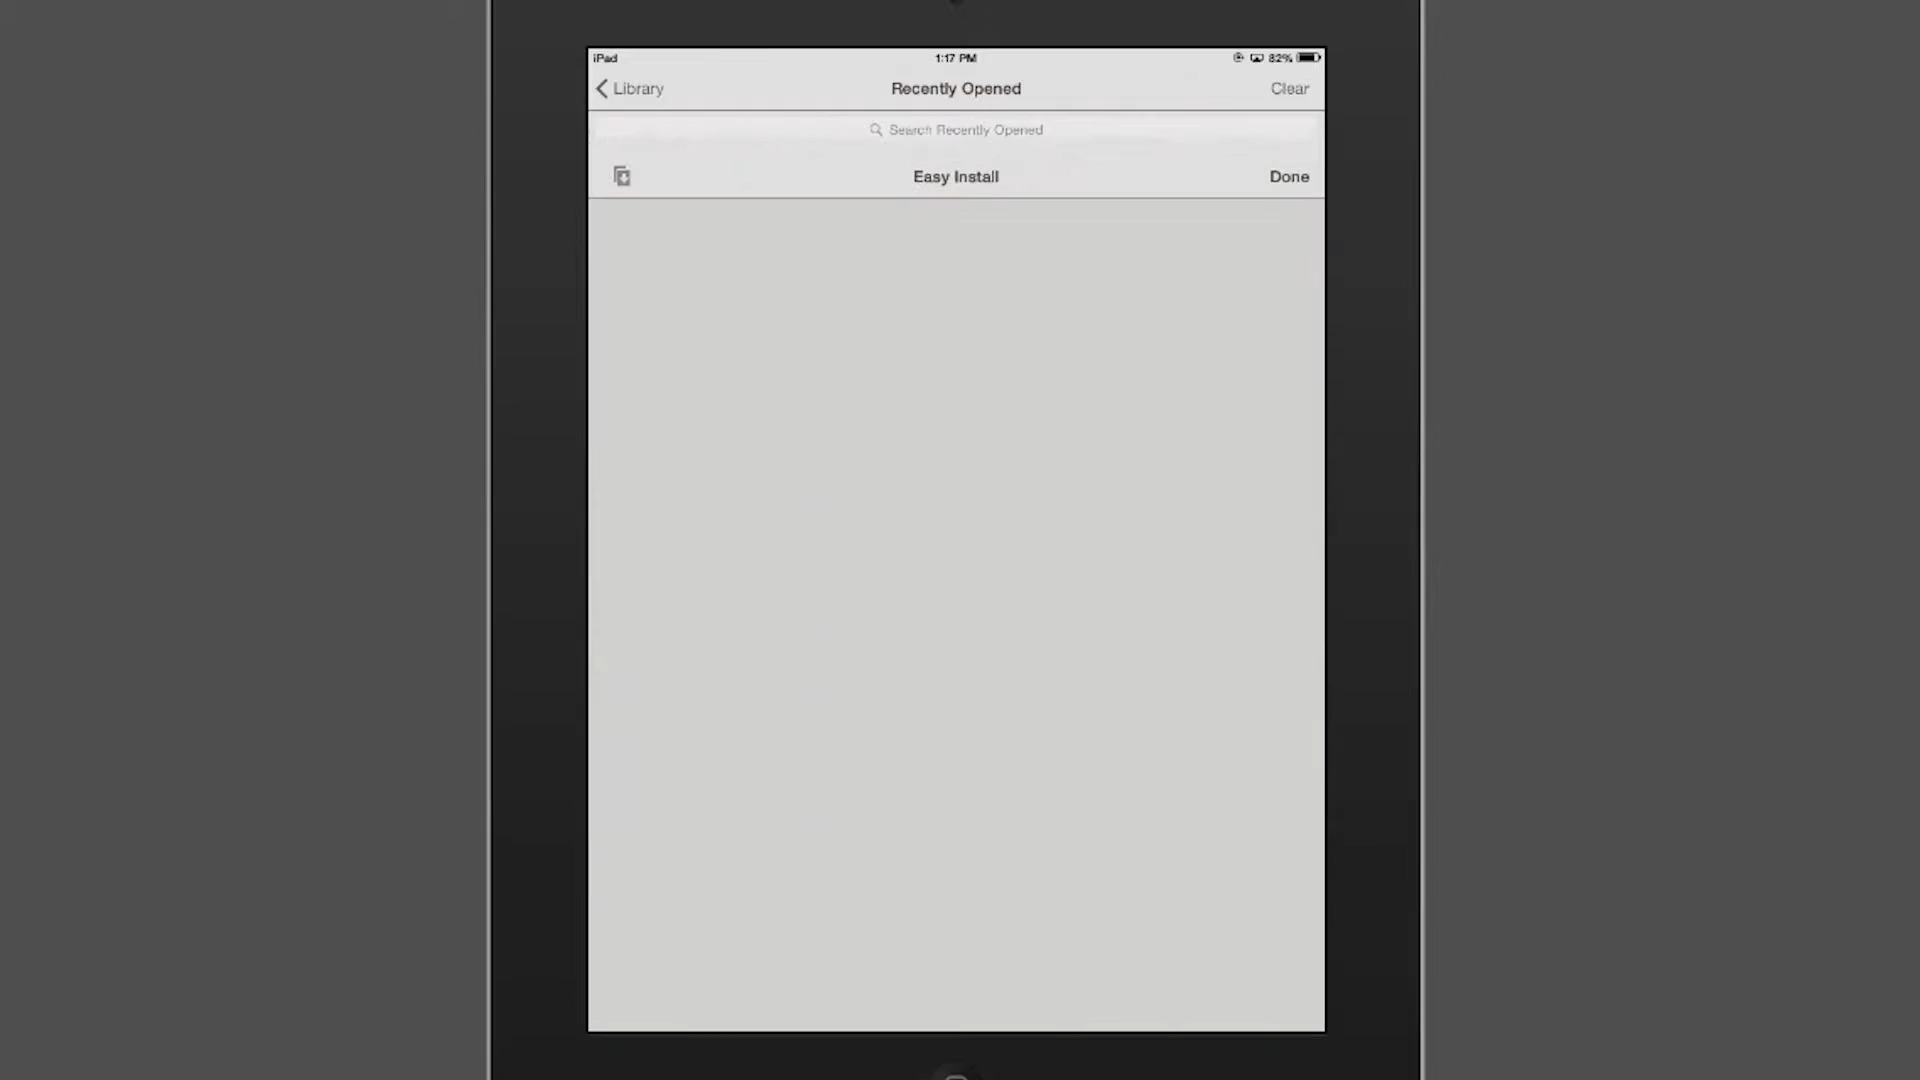 iPad 1:17 PM 82%
Library Recently Opened Clear
Search Recently Opened
Easy Install Done